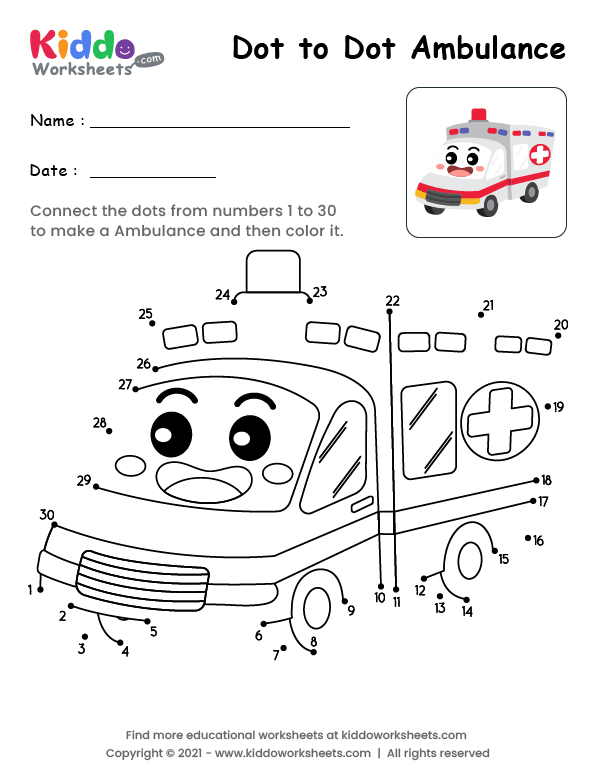 Kiddo
Worksheets.com
Dot to Dot Ambulance
Name :
Date :
Connect the dots from numbers 1 to 30
to make a Ambulance and then color it.
24 23 22 21
25 20
26
27
19
28
29 18
17
30
16
15
1 10 11 12
13 14
2 9
5 6
3 4 7 8
Find more educational worksheets at kiddoworksheets.com
Copyright © 2021 - www.kiddoworksheets.com | All rights reserved